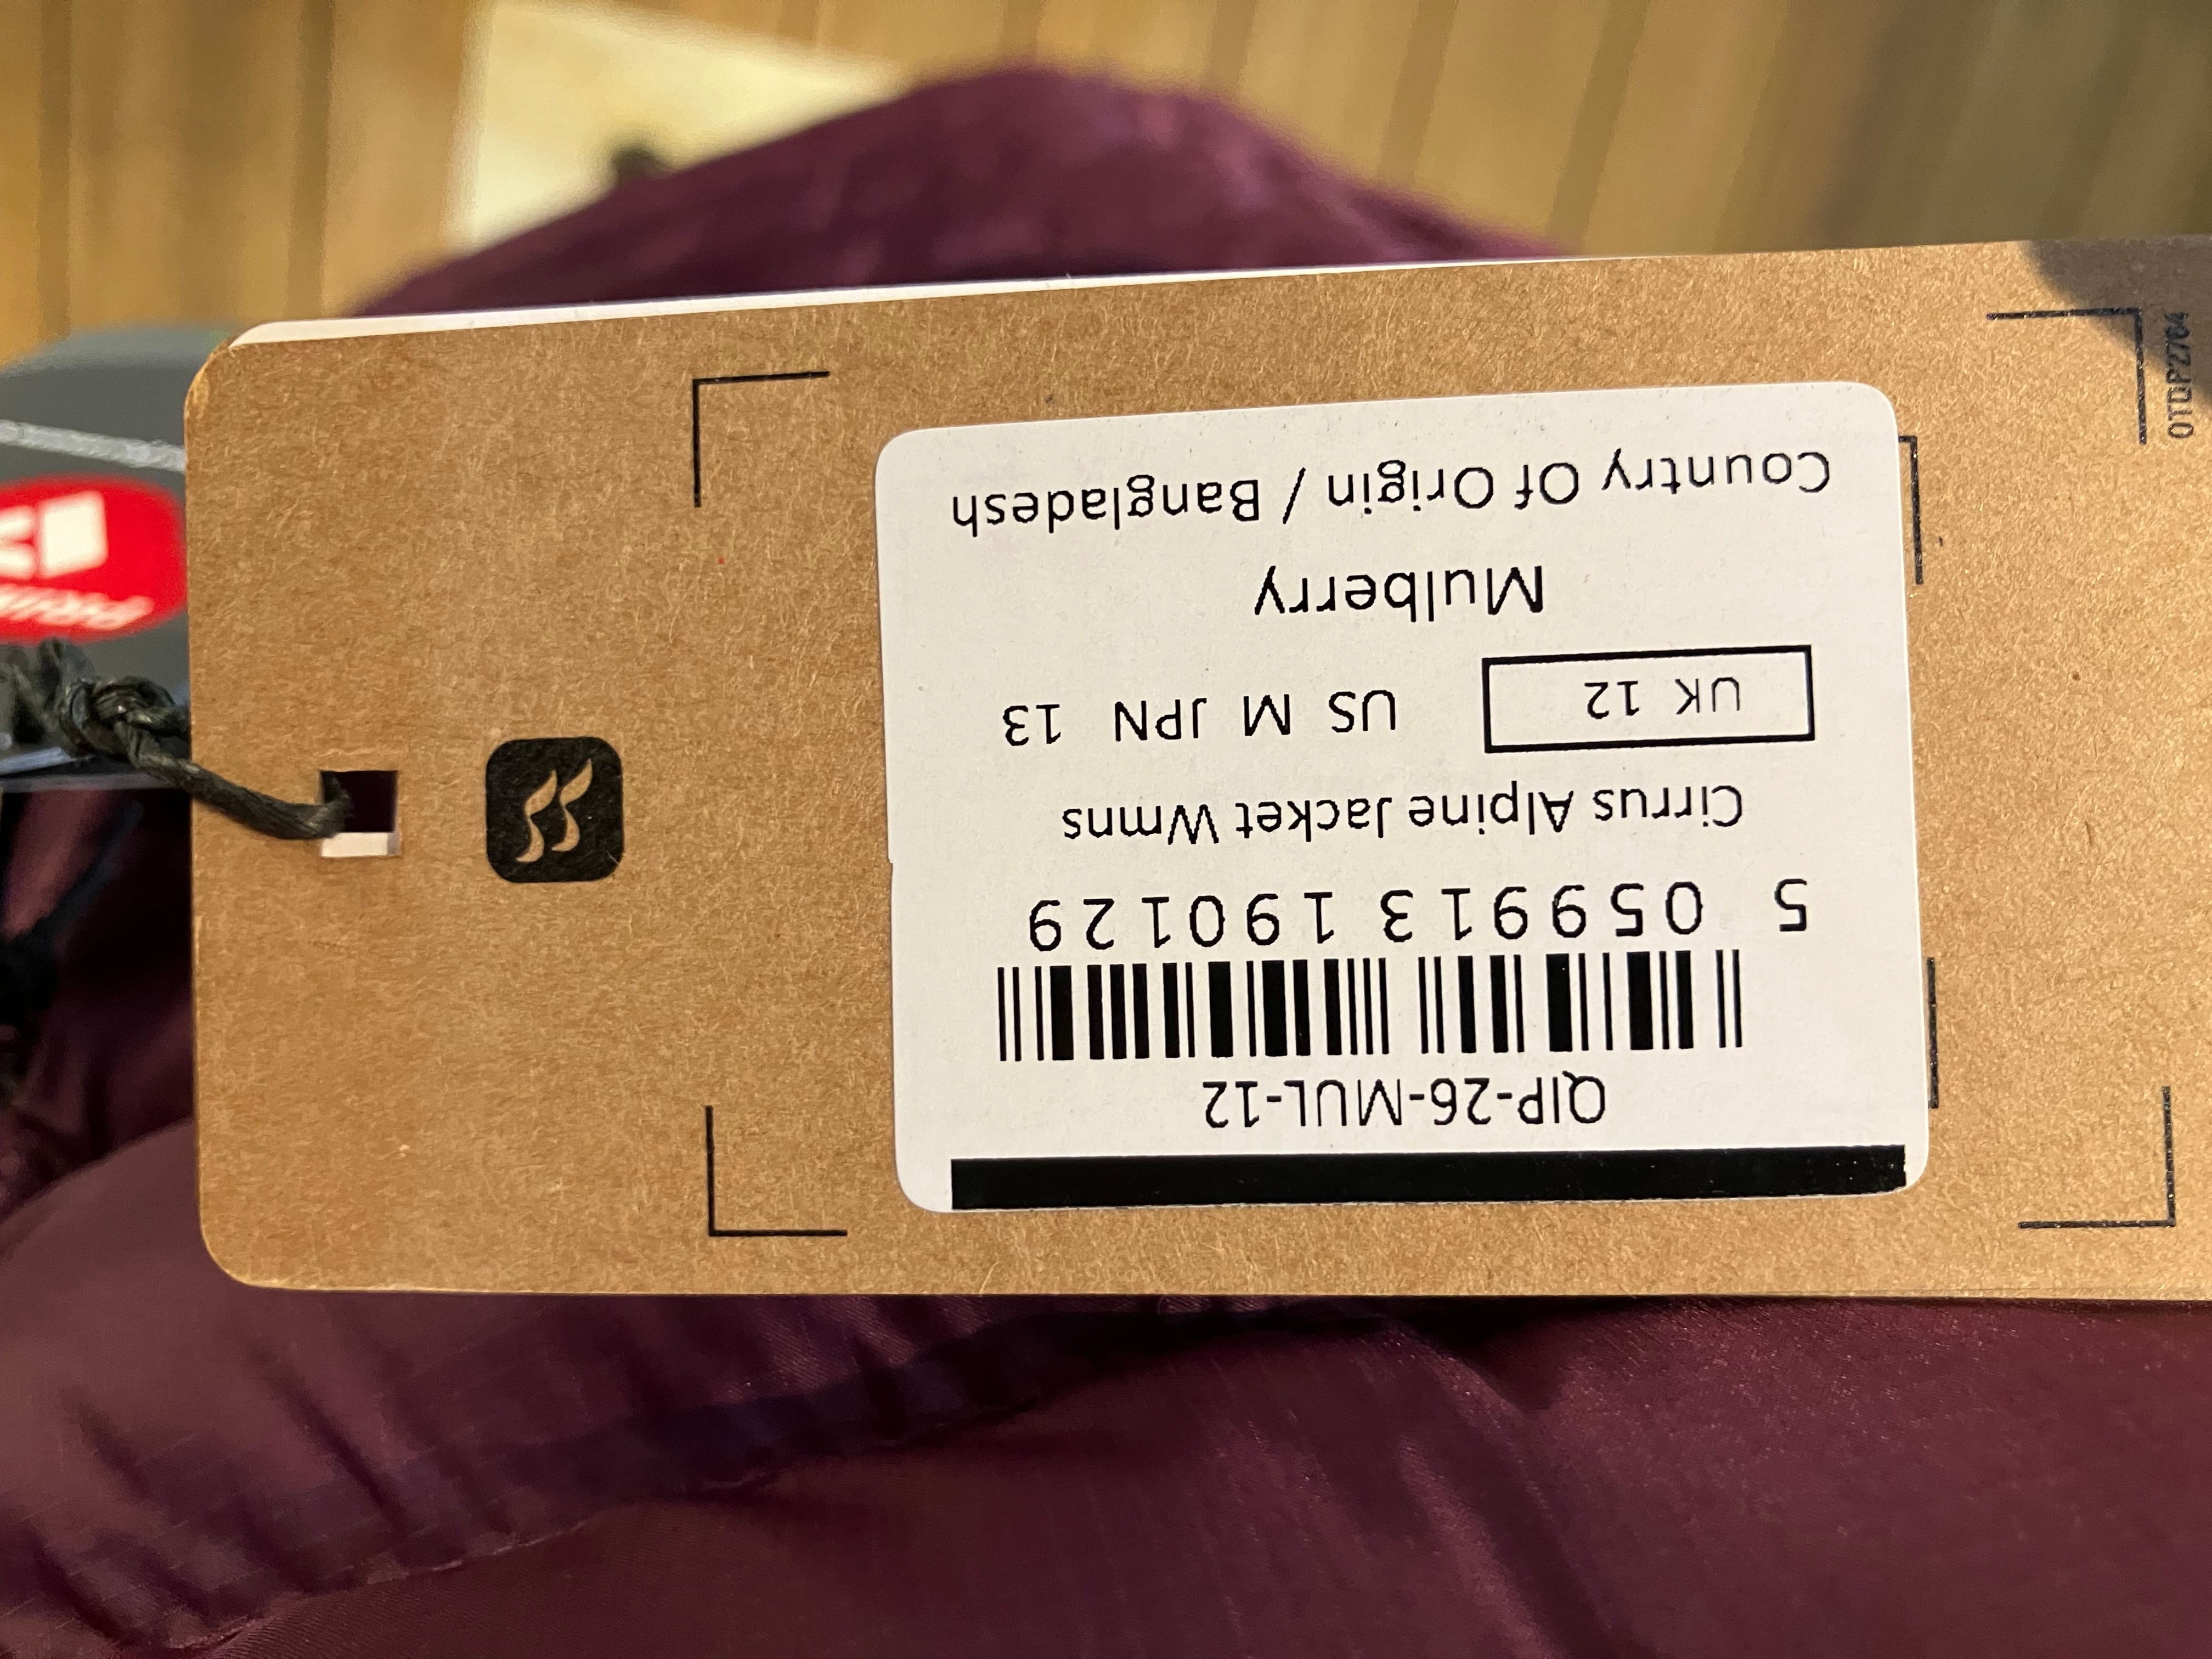 QIP-26-MUL-12
5 059913 190129
Cirrus Alpine Jacket Wmns
UK 12 US M JPN 13
Mulberry
Country Of Origin / Bangladesh
OTDP2764